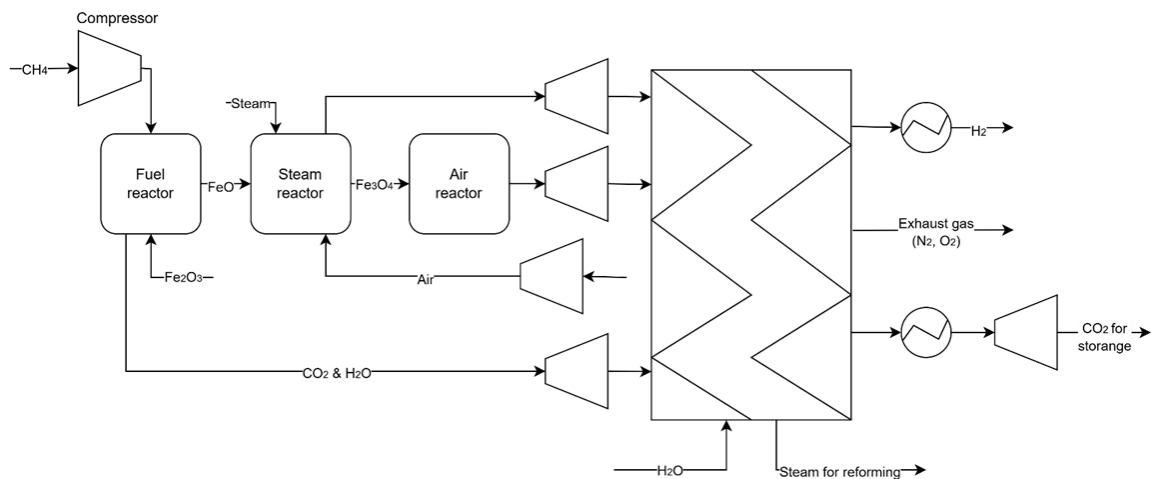 Compressor
CH4
Steam
Fuel
reactor
FeO
Steam
reactor
Fe3O4
Air
reactor
H2
Exhaust gas
(N2, O2)
Fe2O3
Air
CO2 for
storange
CO2 & H2O
H2O
Steam for reforming